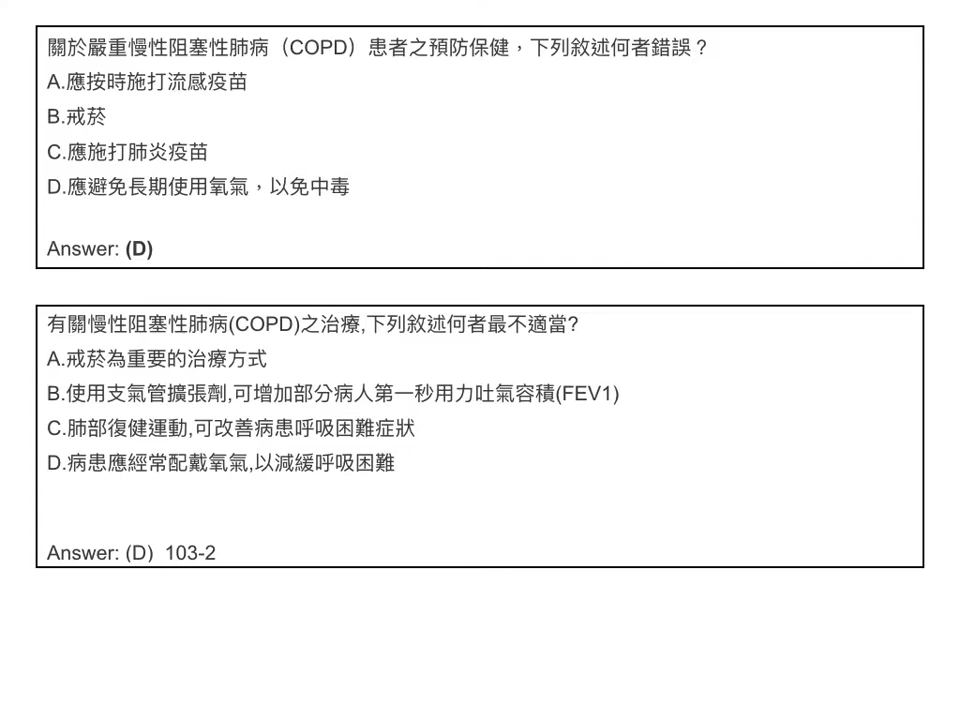 關於嚴重慢性阻塞性肺病（COPD）患者之預防保健，下列敘述何者錯誤？
A.應按時施打流感疫苗
B.戒菸
C.應施打肺炎疫苗
D.應避免長期使用氧氣，以免中毒
Answer: (D)
有關慢性阻塞性肺病(COPD)之治療,下列敘述何者最不適當?
A.戒菸為重要的治療方式
B.使用支氣管擴張劑,可增加部分病人第一秒用力吐氣容積(FEV1)
C.肺部復健運動,可改善病患呼吸困難症狀
D.病患應經常配戴氧氣,以減緩呼吸困難
Answer: (D) 103-2